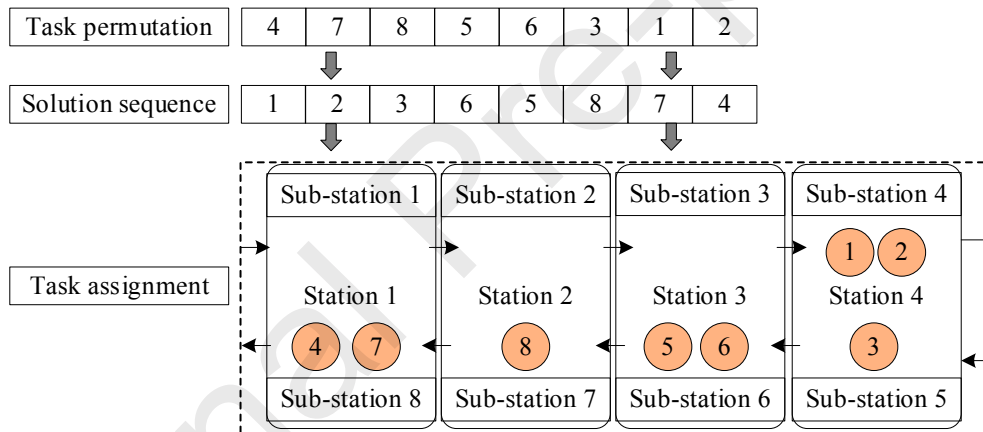 Task permutation 4 7 8 5 6 3 1 2
Solution sequence 1 2 3 6 5 8 7 4
Sub-station 1 Sub-station 2 Sub-station 3 Sub-station 4
1 2
Task assignment Station 1 Station 2 Station 3 Station 4
4 7 8 5 6 3
Sub-station 8 Sub-station 7 Sub-station 6 Sub-station 5
nal Pre-p